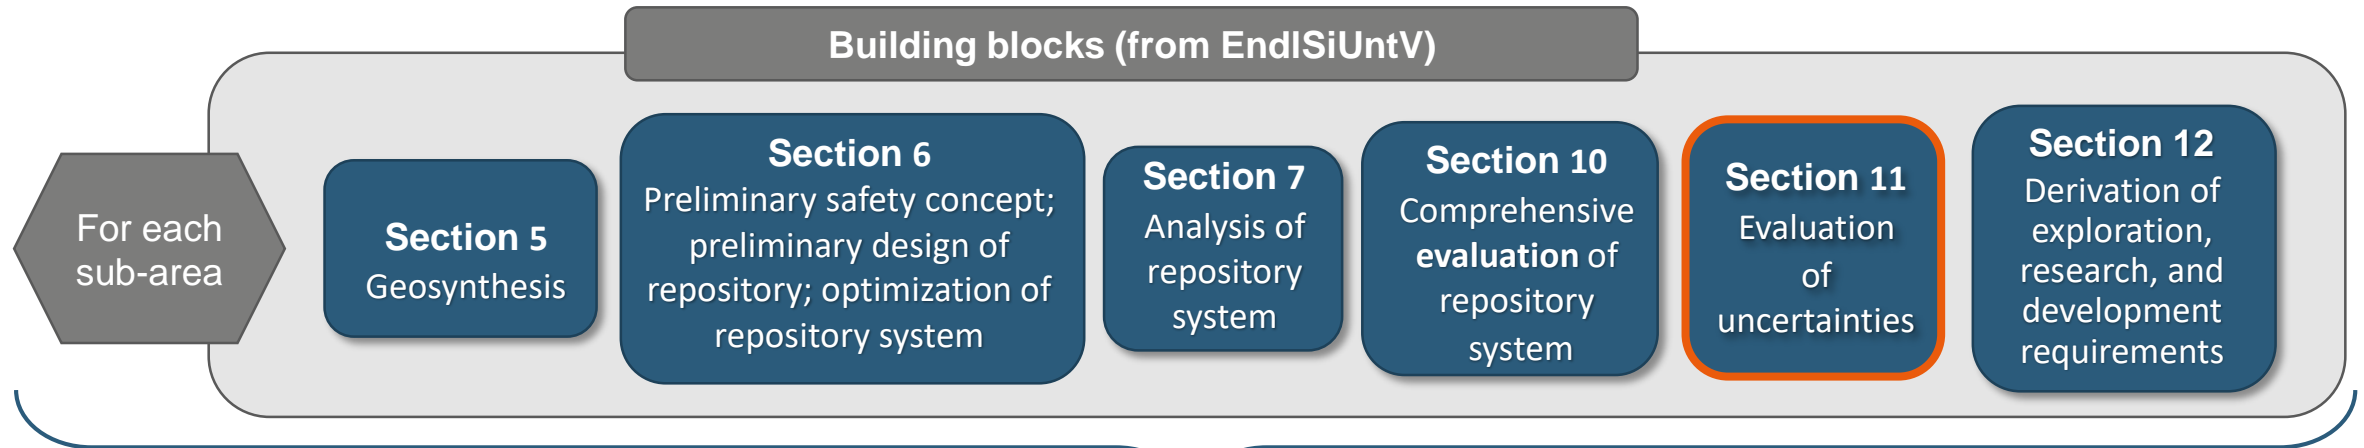 Building blocks (from EndlSiUntV)
For each
sub-area
Section 5
Geosynthesis
Section 6
Preliminary safety concept;
preliminary design of
repository; optimization of
repository system
Section 7
Analysis of
repository
system
Section 10
Comprehensive
evaluation of
repository
system
Section 11
Evaluation
of
uncertainties
Section 12
Derivation of
exploration,
research, and
development
requirements